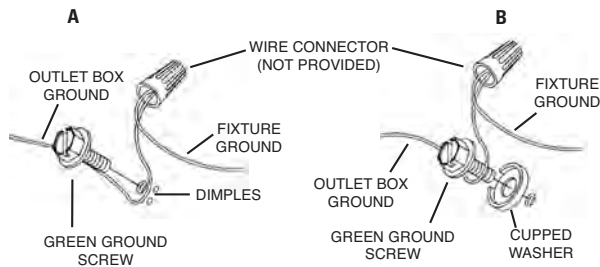 A
B
WIRE CONNECTOR
(NOT PROVIDED)
OUTLET BOX
GROUND
FIXTURE
GROUND
DIMPLES
GREEN GROUND
SCREW
FIXTURE
GROUND
OUTLET BOX
GROUND
GREEN GROUND
SCREW
CUPPED
WASHER